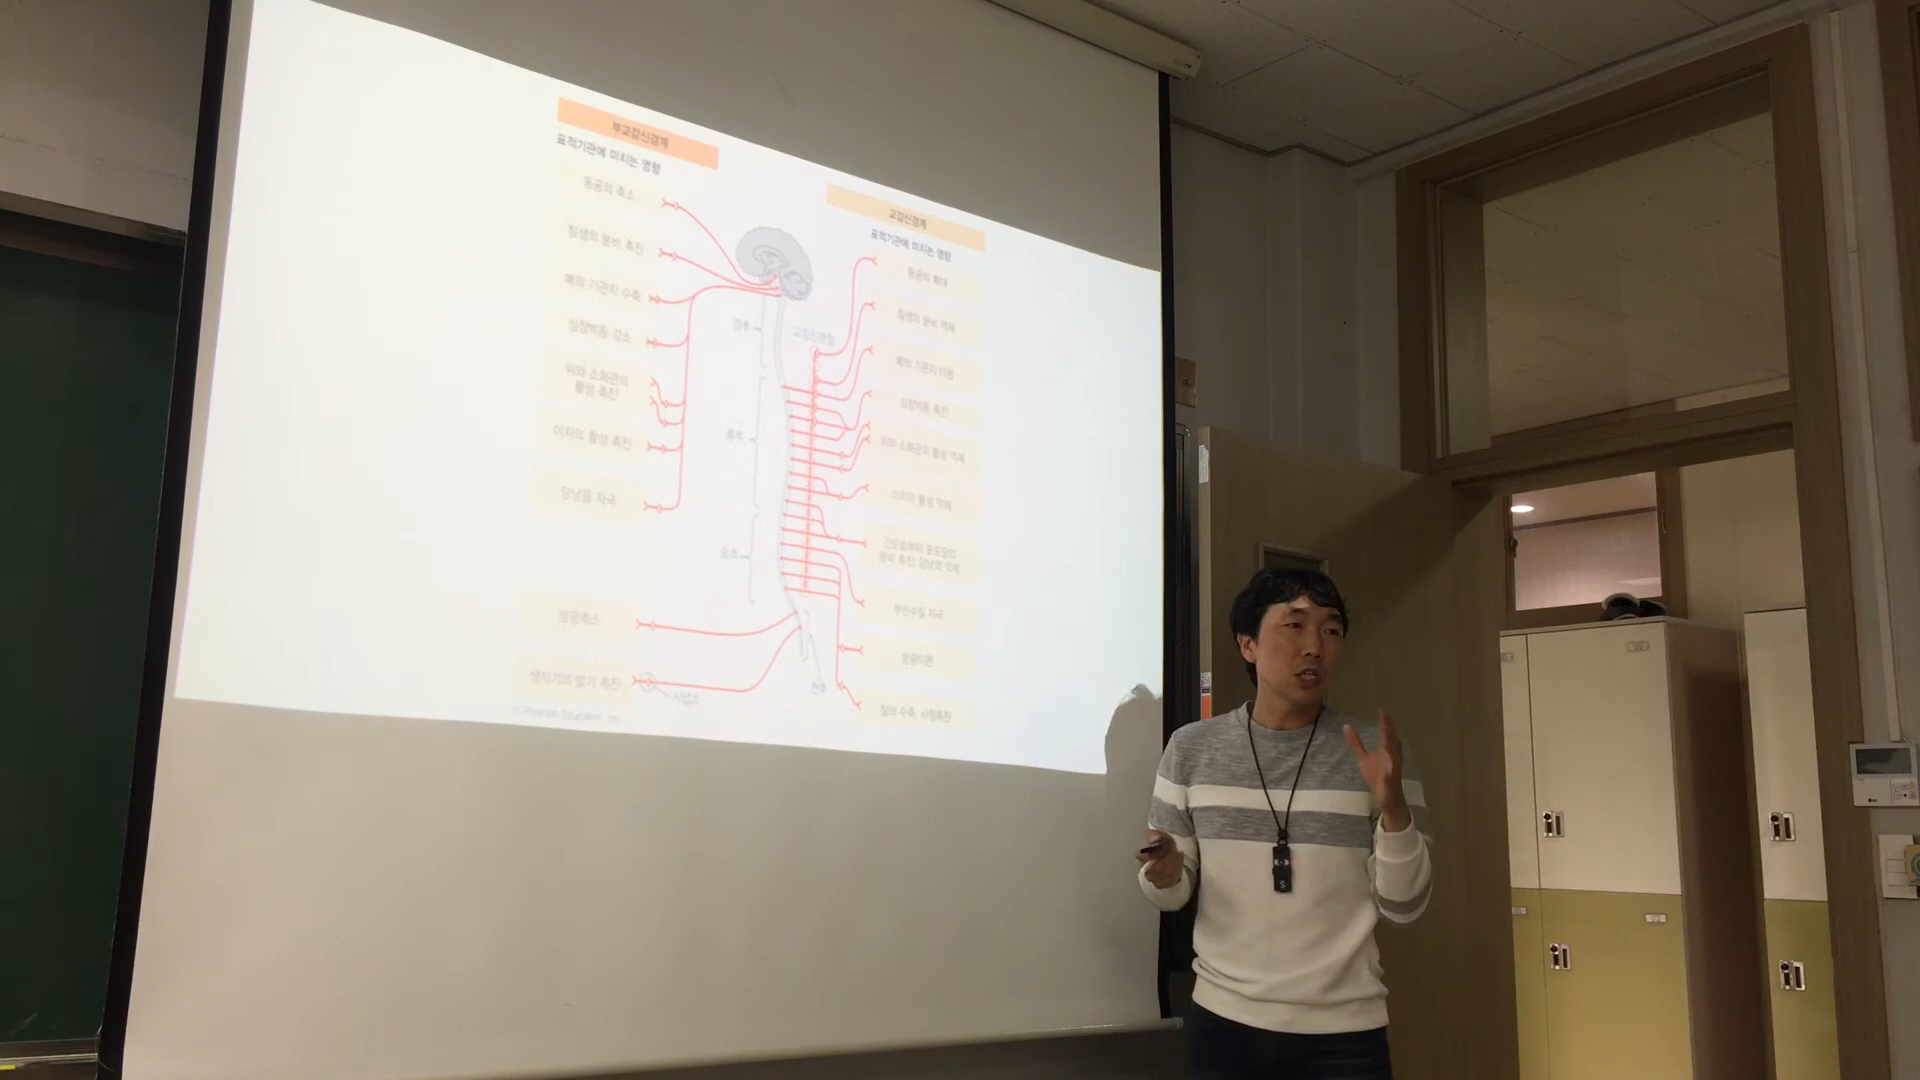 부교감신경계
표적기관에 미치는 영향
동공의 축소
침샘의 분비 촉진
폐의 기관지 수축
심장박동 감소
위와 소화관의
활성 촉진
이자의 활성 촉진
담낭을 자극
방광축소
생식기의 발기 촉진
시냅스
© Pearson Education, Inc.
경추
흉추
요추
천추
교감신경절
교감신경계
표적기관에 미치는 영향
동공의 확대
침샘의 분비 억제
폐의 기관지 이완
심장박동 촉진
위와 소화관의 활성 억제
이자의 활성 억제
간으로부터 포도당의
분비 촉진, 담낭의 억제
부신수질 자극
방광이완
질의 수축, 사정촉진
S